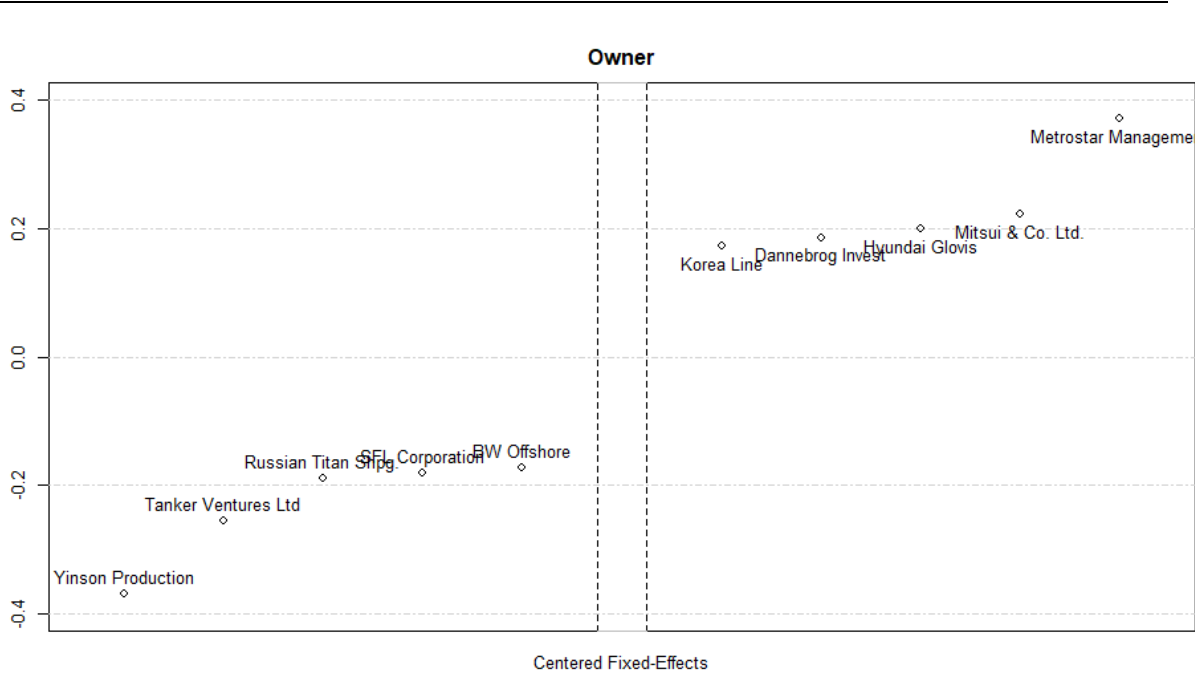 Owner
0.4
Metrostar Manageme
0.2
Mitsui & Co. Ltd.
Hyundai Glovis
Dannebrog Invest
Korea Line
0.0
BW Offshore
SFL Corporation
Russian Titan Shpg.
-0.2
Tanker Ventures Ltd
Yinson Production
-0.4
Centered Fixed-Effects